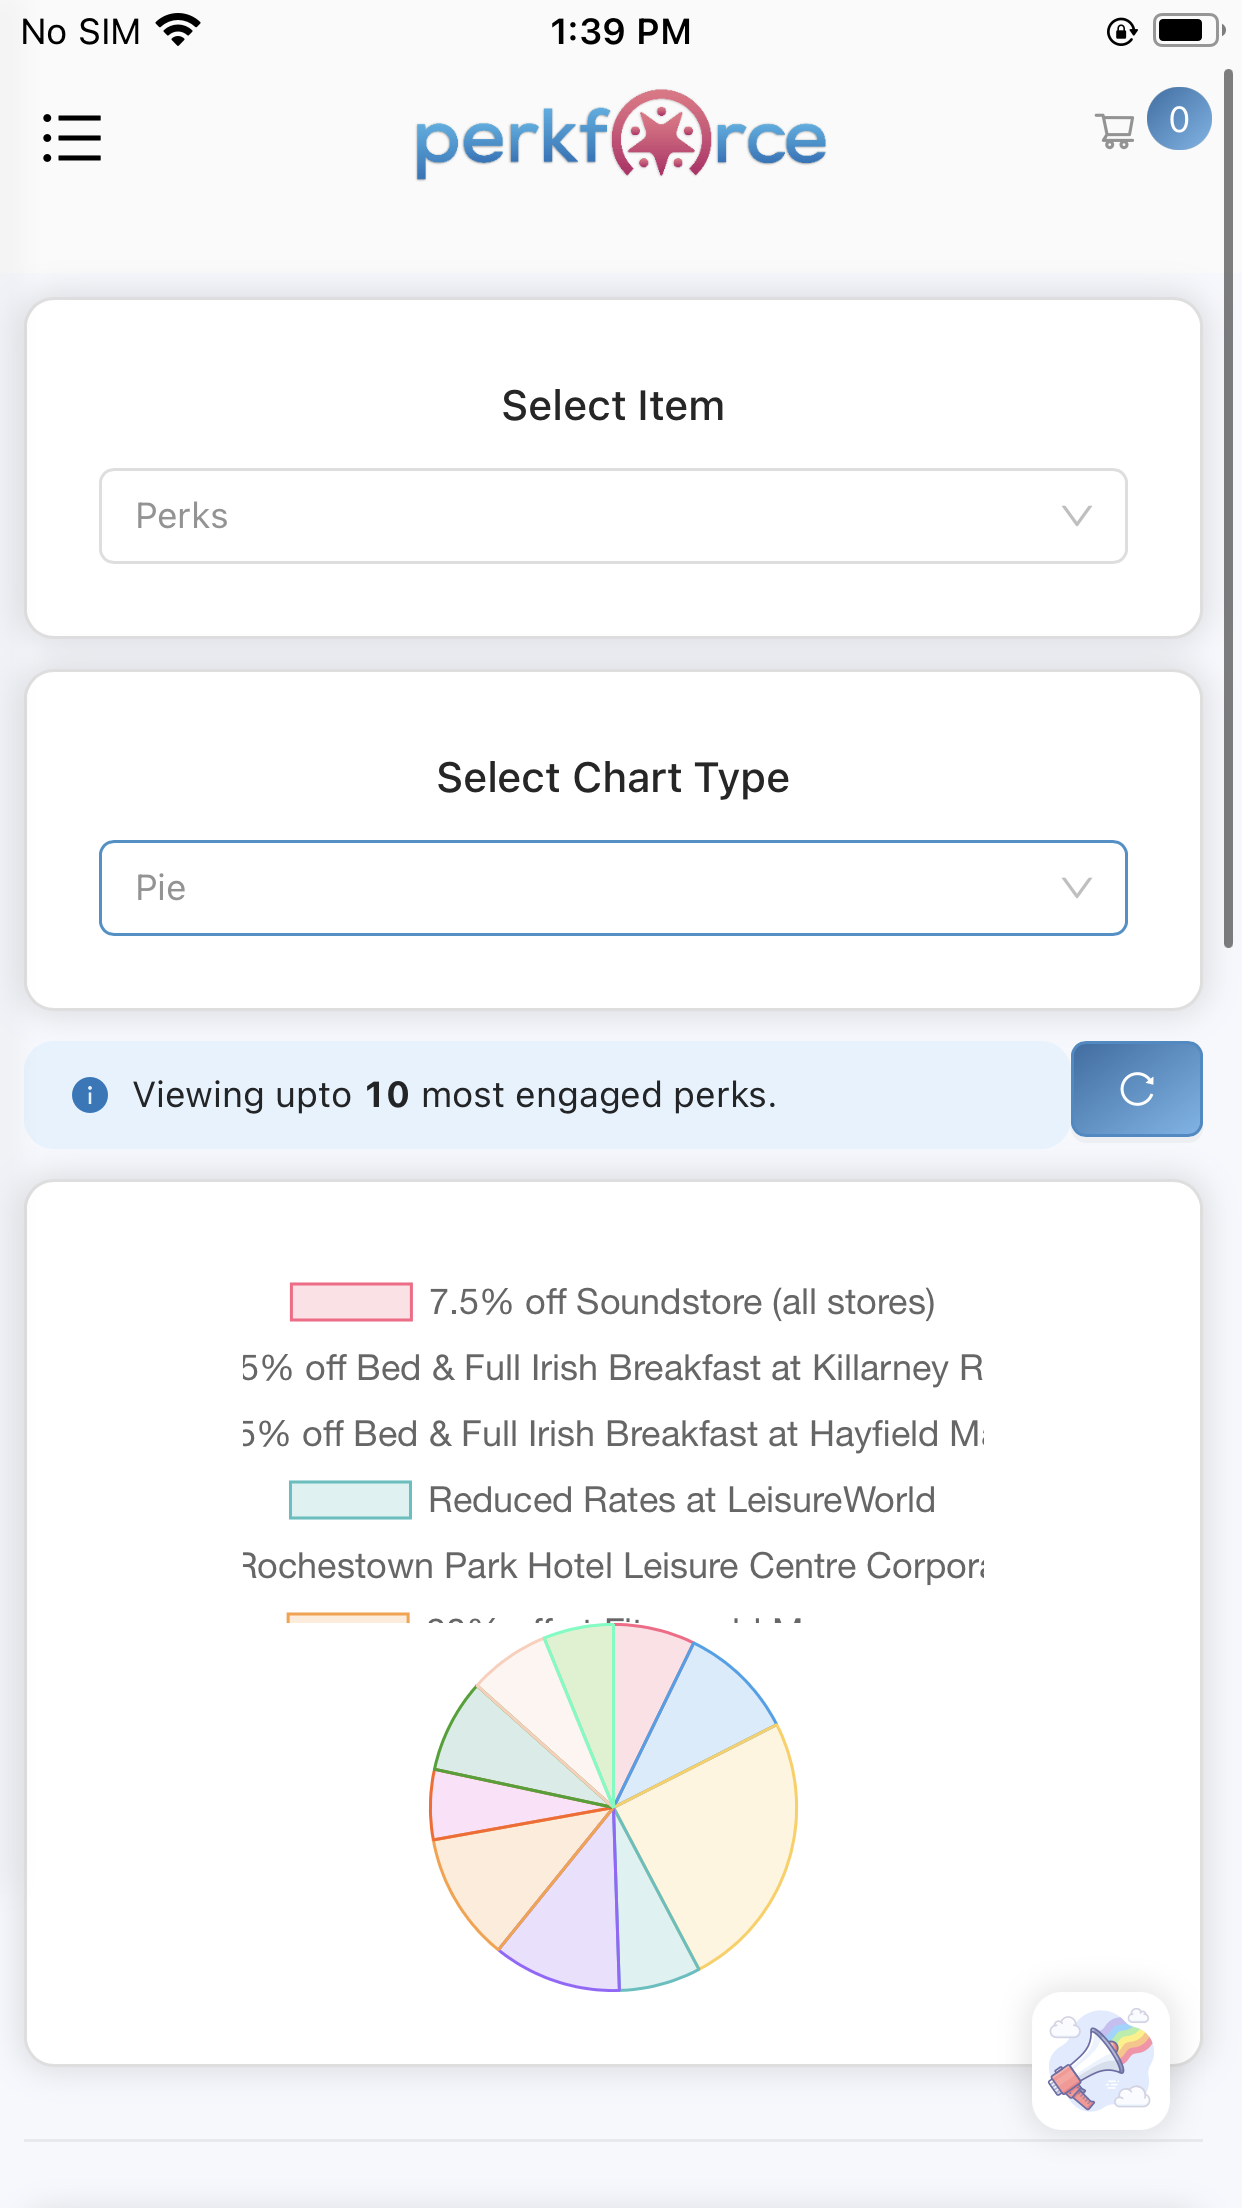 No SIM 1:39 PM
perkforce
0
Select Item
Perks
Select Chart Type
Pie
Viewing upto 10 most engaged perks.
7.5% off Soundstore (all stores)
5% off Bed & Full Irish Breakfast at Killarney R
5% off Bed & Full Irish Breakfast at Hayfield Ma
Reduced Rates at LeisureWorld
Rochestown Park Hotel Leisure Centre Corpora